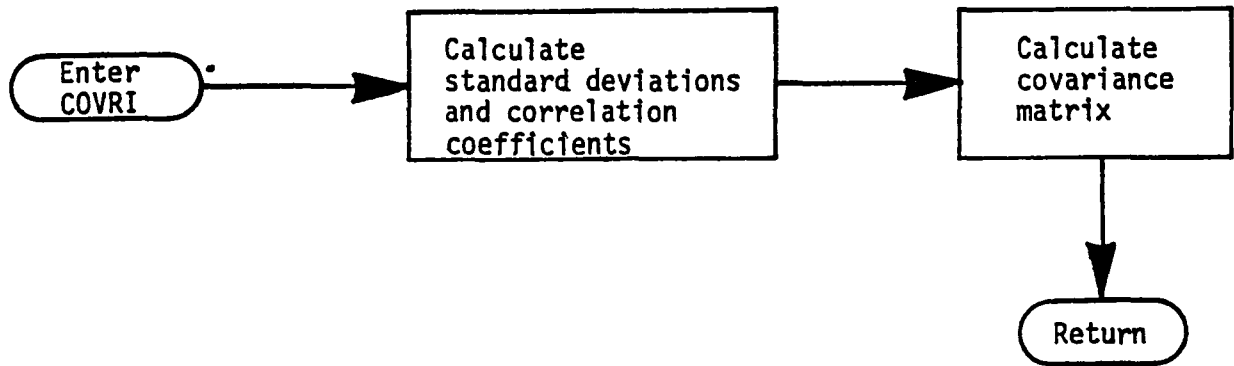 Enter
COVRI
Calculate
standard deviations
and correlation
coefficients
Calculate
covariance
matrix
Return